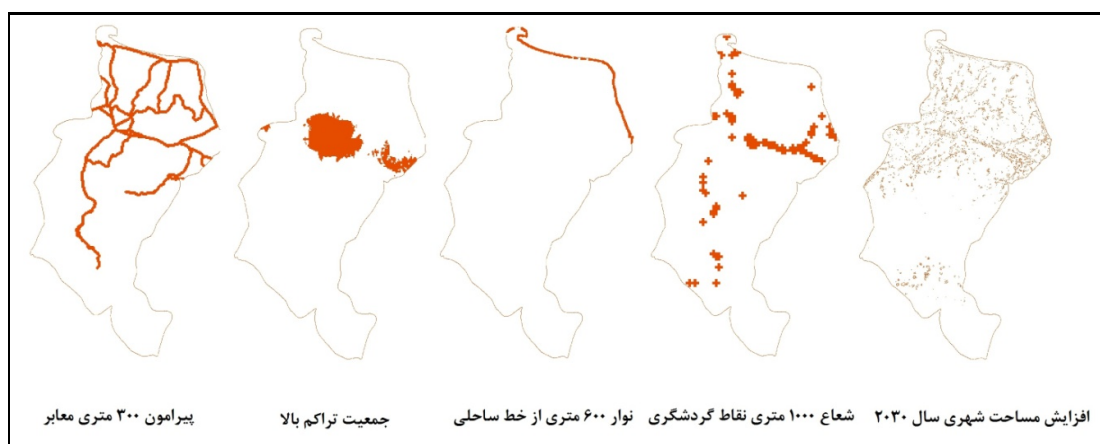 افزایش مساحت شهری سال ۲۰۳۰
شعاع ۱۰۰۰ متری نقاط گردشگری
نوار ۶۰۰ متری از خط ساحلی
جمعیت تراکم بالا
پیرامون ۳۰۰ متری معابر